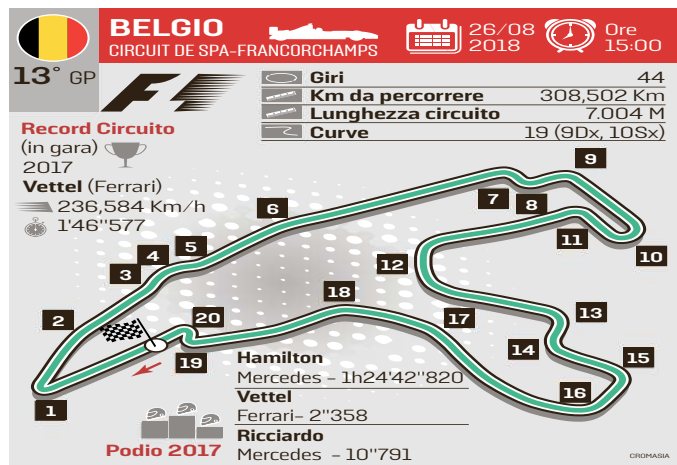 BELGIO
CIRCUIT DE SPA-FRANCORCHAMPS
26/08
2018
Ore
15:00
13° GP
F1
Giri 44
Km da percorrere 308,502 Km
Lunghezza circuito 7.004 M
Curve 19 (9Dx, 10Sx)
Record Circuito
(in gara)
2017
Vettel (Ferrari)
236,584 Km/h
1'46"577
1
2
3
4
5
6
7
8
9
10
11
12
13
14
15
16
17
18
19
20
Hamilton
Mercedes - 1h24'42"820
Vettel
Ferrari- 2"358
Ricciardo
Mercedes - 10"791
Podio 2017
CROMASIA